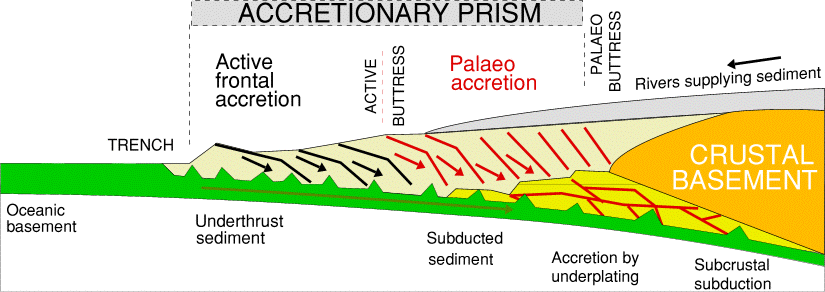 ACCRETIONARY PRISM
Active
frontal
accretion
ACTIVE
BUTTRESS
Palaeo
accretion
PALAEO
BUTTRESS
Rivers supplying sediment
TRENCH
CRUSTAL
BASEMENT
Oceanic
basement
Underthrust
sediment
Subducted
sediment
Accretion by
underplating
Subcrustal
subduction